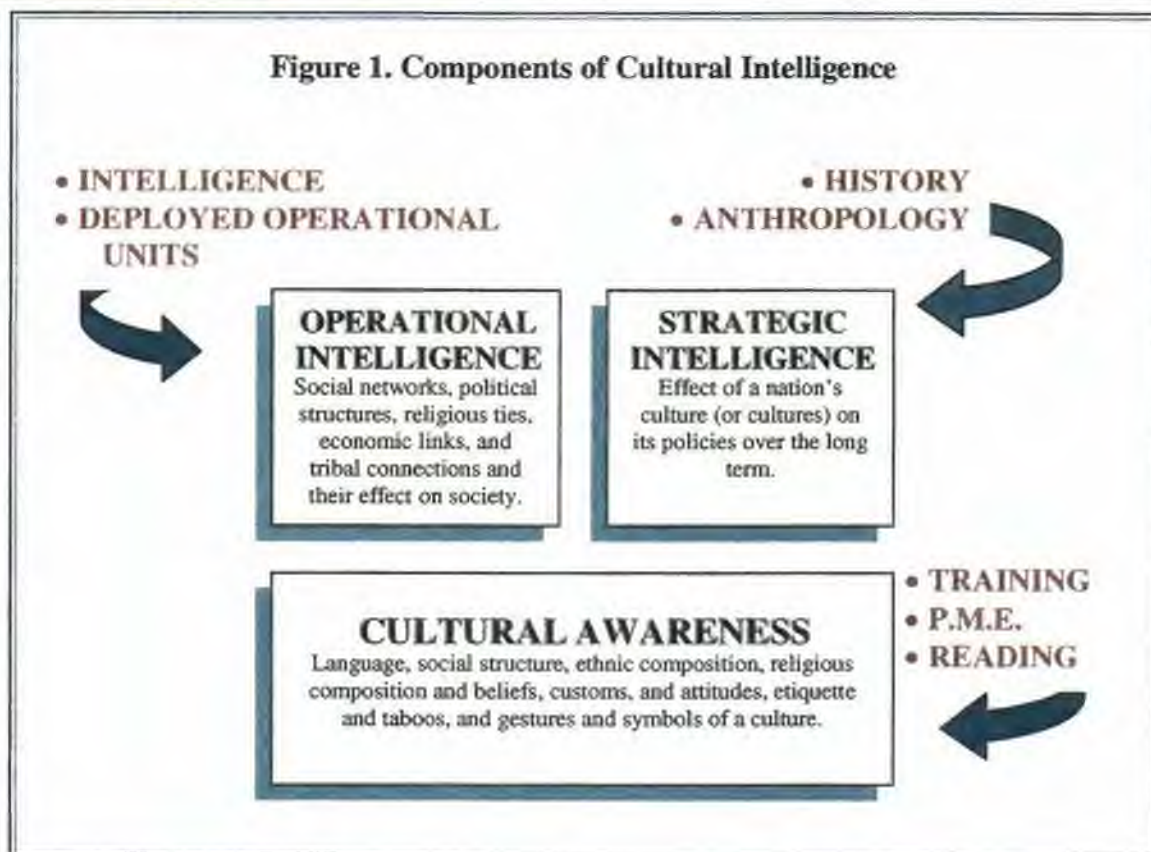 Figure 1. Components of Cultural Intelligence
• INTELLIGENCE
• DEPLOYED OPERATIONAL
UNITS
• HISTORY
• ANTHROPOLOGY
OPERATIONAL
INTELLIGENCE
Social networks, political
structures, religious ties,
economic links, and
tribal connections and
their effect on society.
STRATEGIC
INTELLIGENCE
Effect of a nation's
culture (or cultures) on
its policies over the long
term.
CULTURAL AWARENESS
Language, social structure, ethnic composition, religious
composition and beliefs, customs, and attitudes, etiquette
and taboos, and gestures and symbols of a culture.
• TRAINING
• P.M.E.
• READING